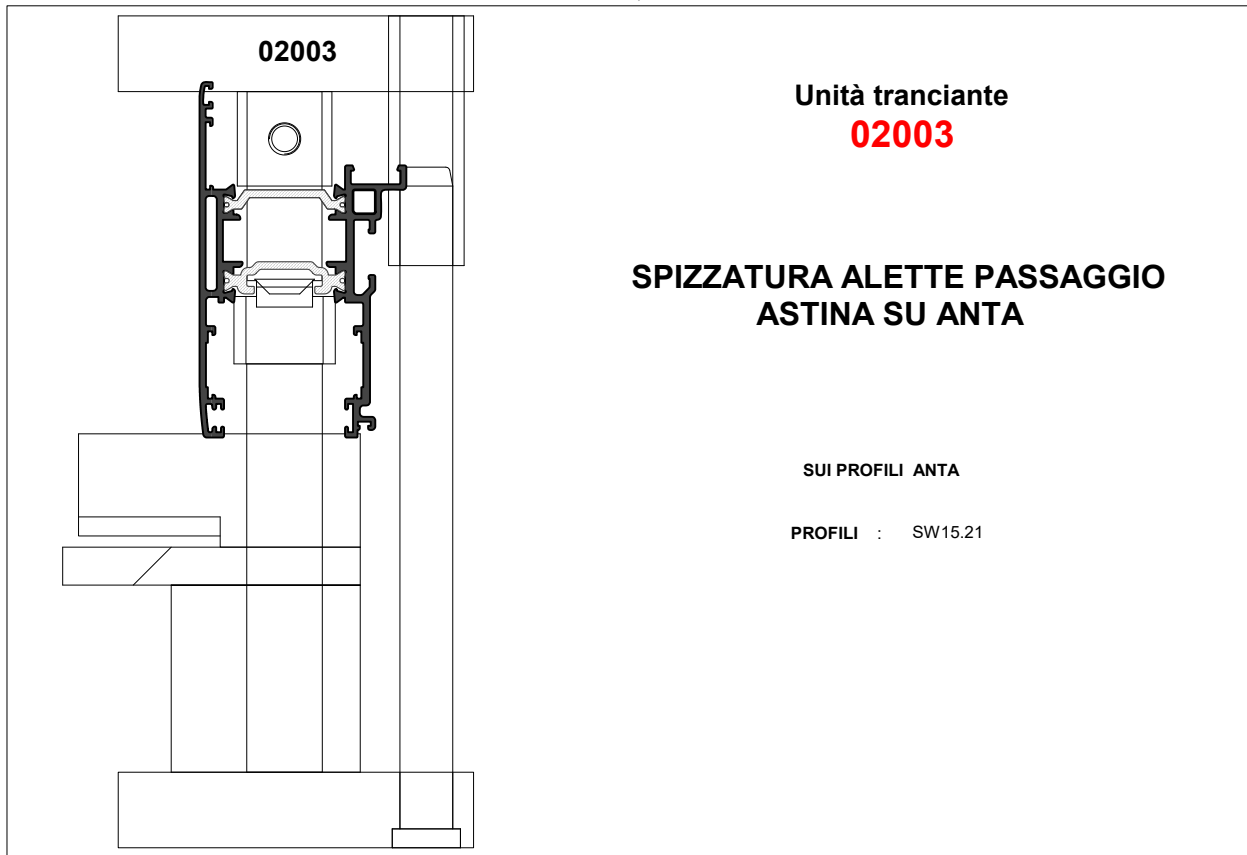 02003
Unità tranciante
02003
SPIZZATURA ALETTE PASSAGGIO
ASTINA SU ANTA
SUI PROFILI ANTA
PROFILI : SW15.21